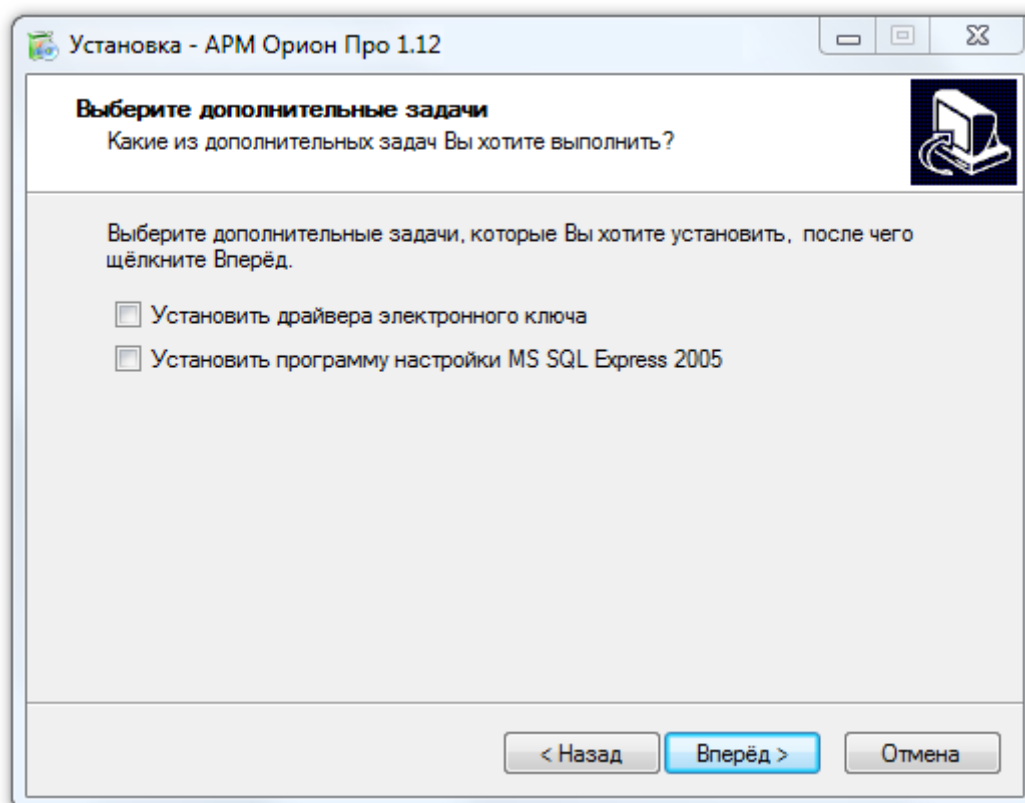 Установка - АРМ Орион Про 1.12
Выберите дополнительные задачи
Какие из дополнительных задач Вы хотите выполнить?
Выберите дополнительные задачи, которые Вы хотите установить, после чего
щёлкните Вперёд.
Установить драйвера электронного ключа
Установить программу настройки MS SQL Express 2005
< Назад
Вперёд >
Отмена